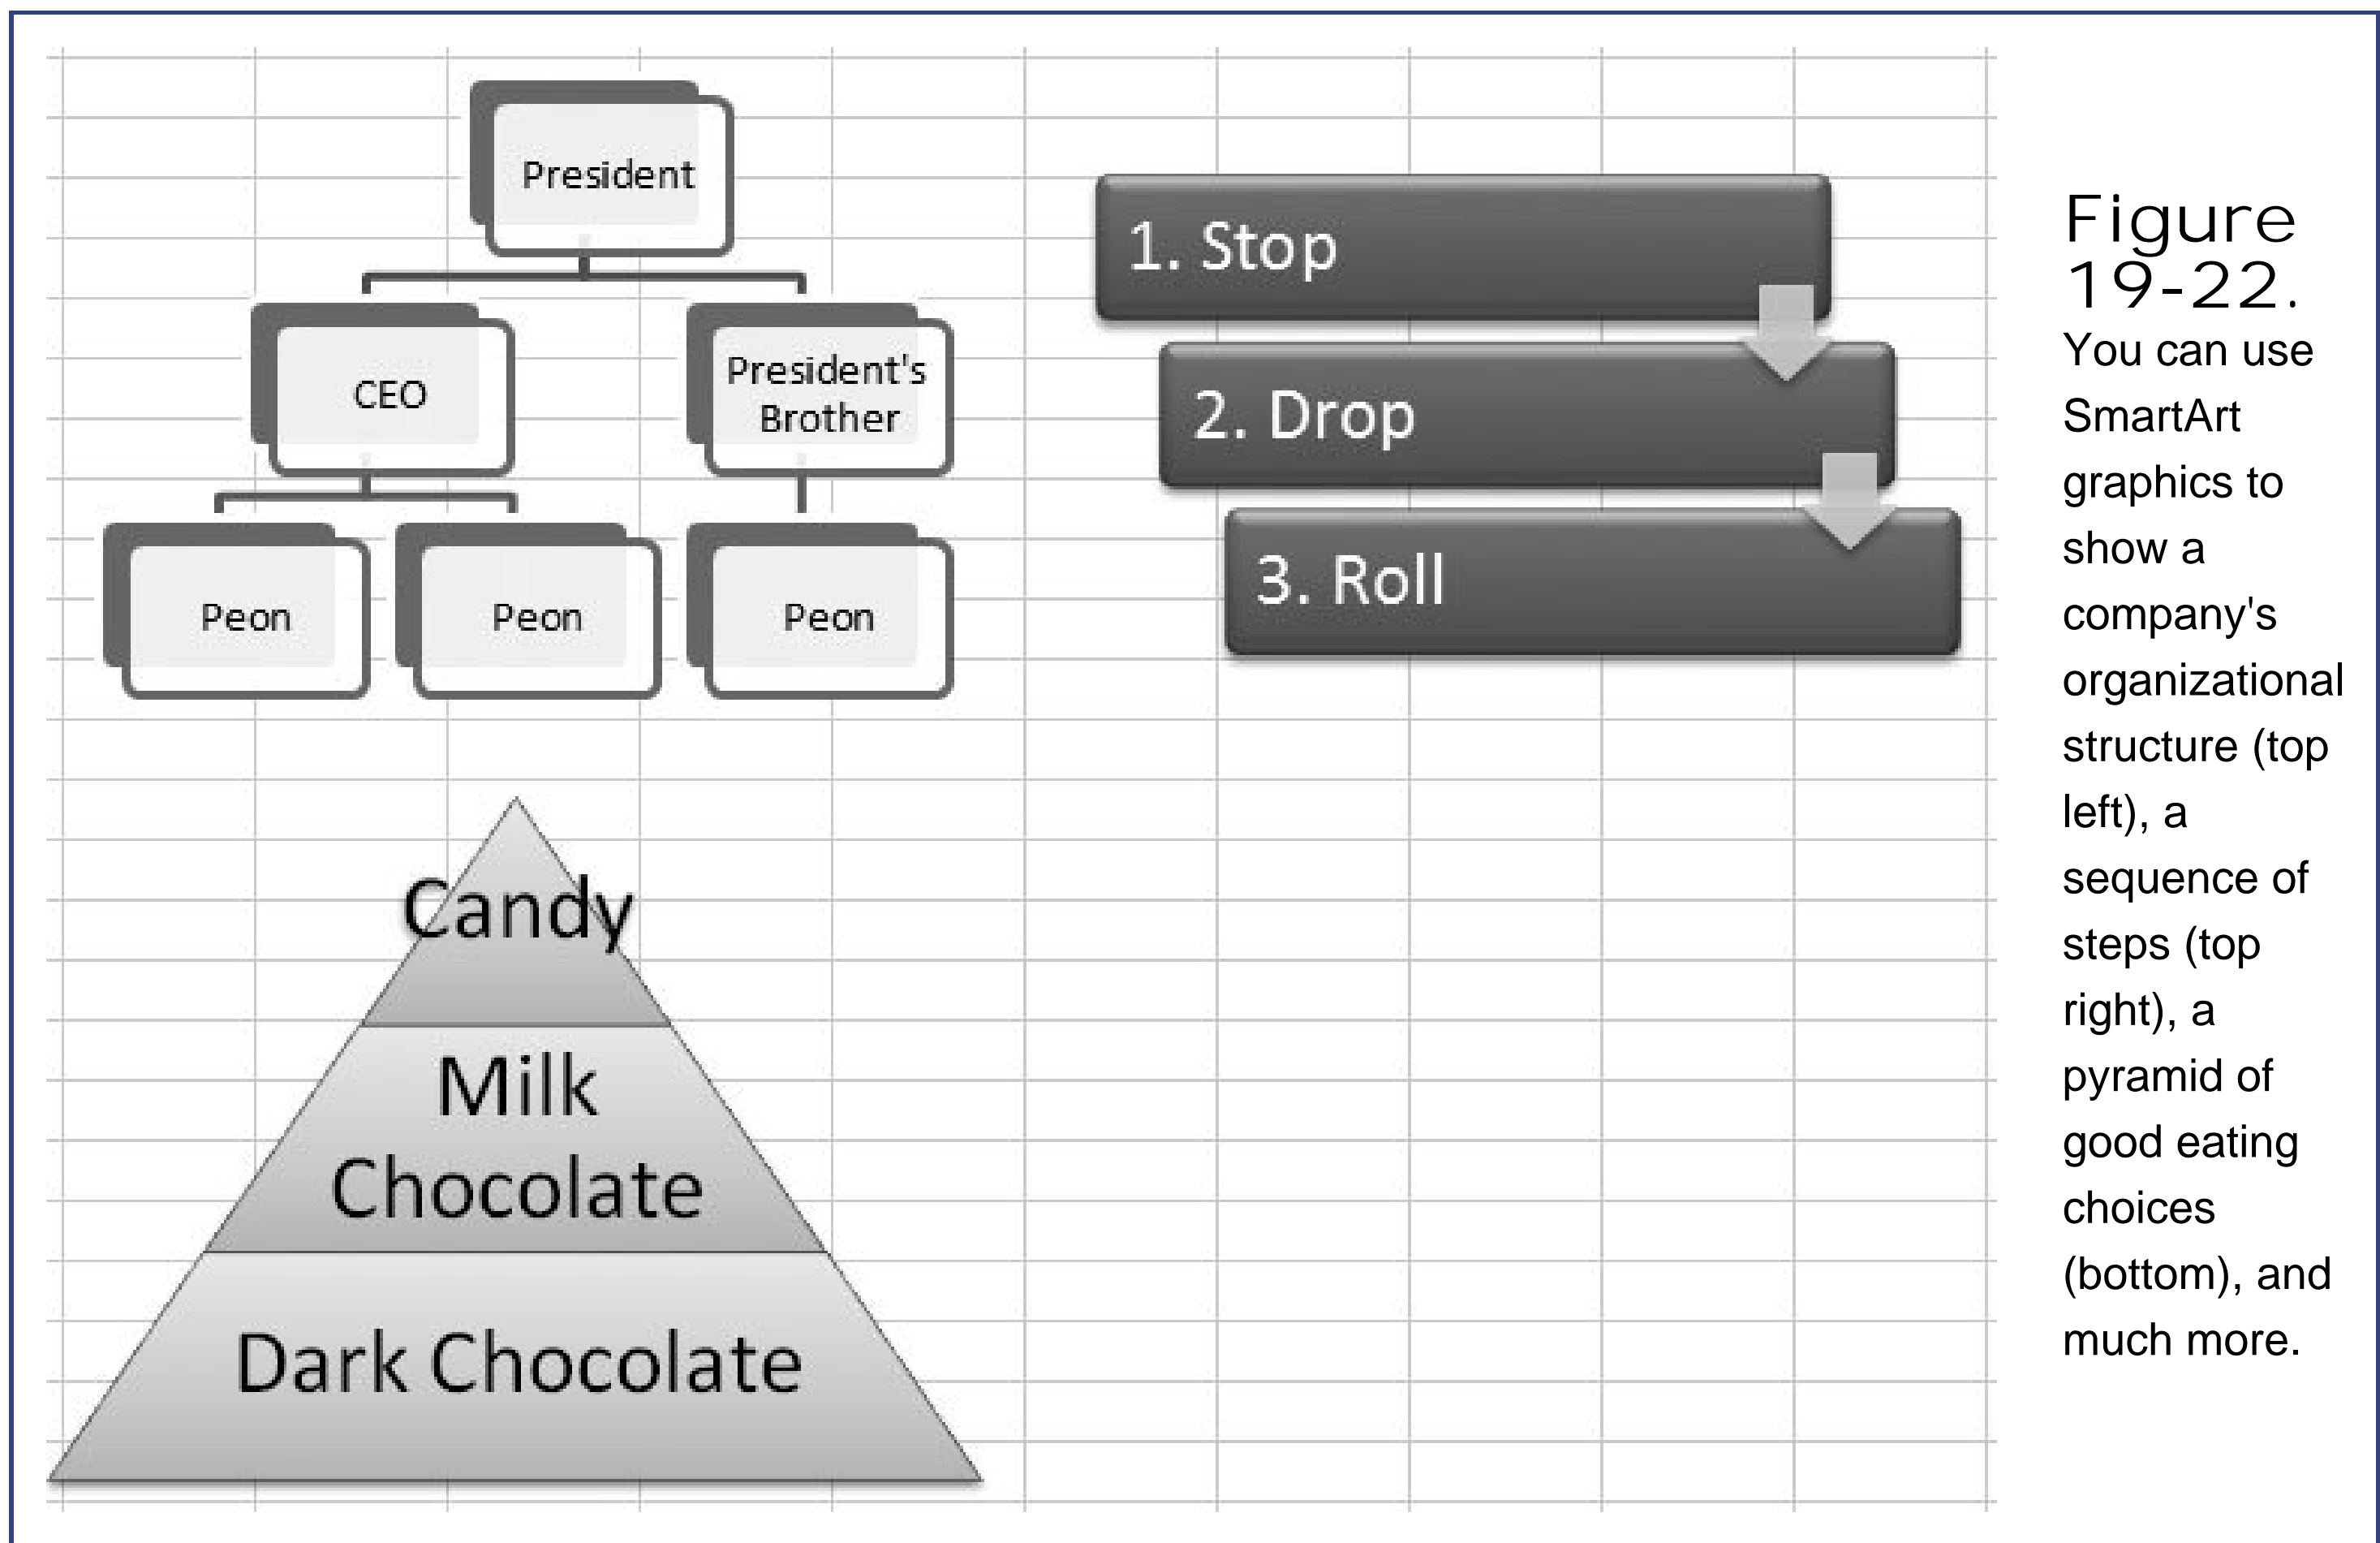 President
CEO
President's
Brother
Peon
Peon
Peon
1. Stop
2. Drop
3. Roll
Candy
Milk
Chocolate
Dark Chocolate
Figure
19-22.
You can use
SmartArt
graphics to
show a
company's
organizational
structure (top
left), a
sequence of
steps (top
right), a
pyramid of
good eating
choices
(bottom), and
much more.